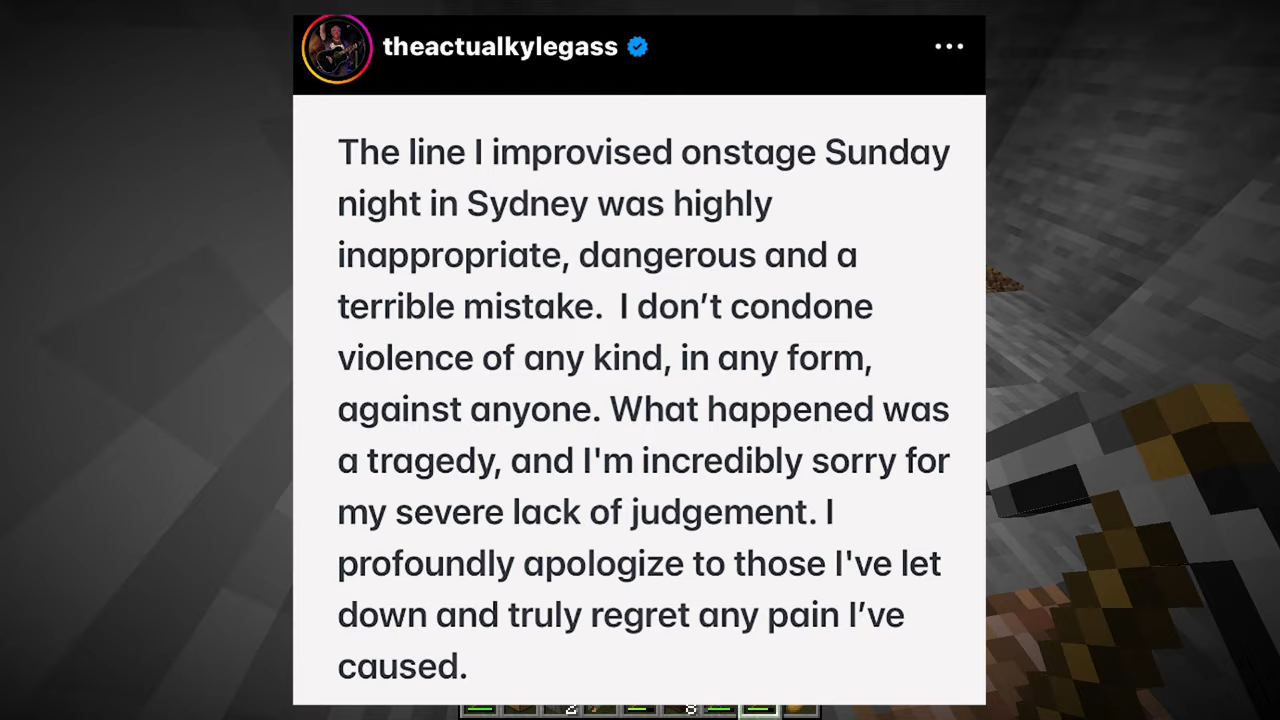 theactualkylegass
The line I improvised onstage Sunday
night in Sydney was highly
inappropriate, dangerous and a
terrible mistake.  I don’t condone
violence of any kind, in any form,
against anyone. What happened was
a tragedy, and I'm incredibly sorry for
my severe lack of judgement. I
profoundly apologize to those I've let
down and truly regret any pain I’ve
caused.
2 8